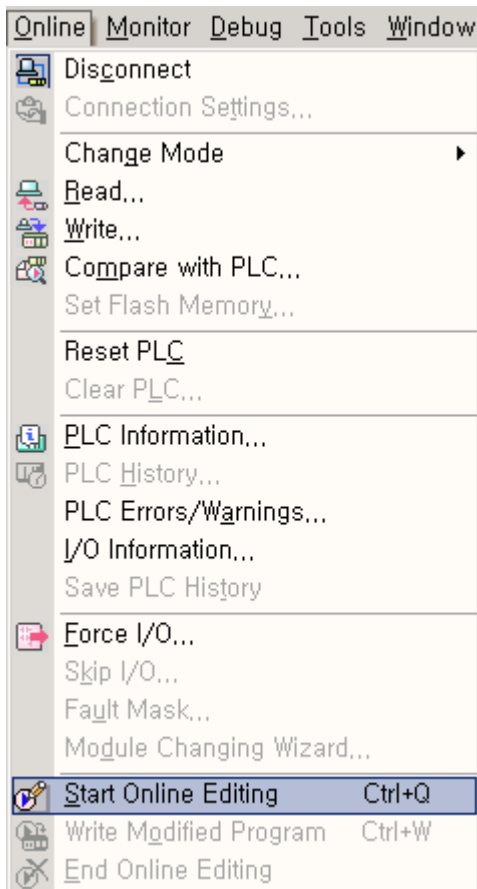 Online Monitor Debug Tools Window
Disconnect
Connection Settings...
Change Mode
Read...
Write...
Compare with PLC...
Set Flash Memory...
Reset PLC
Clear PLC...
PLC Information...
PLC History...
PLC Errors/Warnings...
I/O Information...
Save PLC History
Force I/O...
Skip I/O...
Fault Mask...
Module Changing Wizard...
Start Online Editing Ctrl+Q
Write Modified Program Ctrl+W
End Online Editing